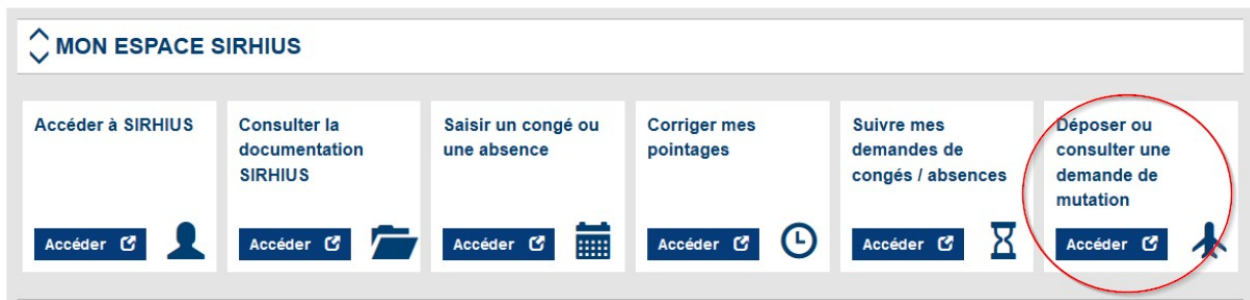 MON ESPACE SIRHIUS
Accéder à SIRHIUS
Accéder
Consulter la
documentation
SIRHIUS
Accéder
Saisir un congé ou
une absence
Accéder
Corriger mes
pointages
Accéder
Suivre mes
demandes de
congés / absences
Accéder
Déposer ou
consulter une
demande de
mutation
Accéder